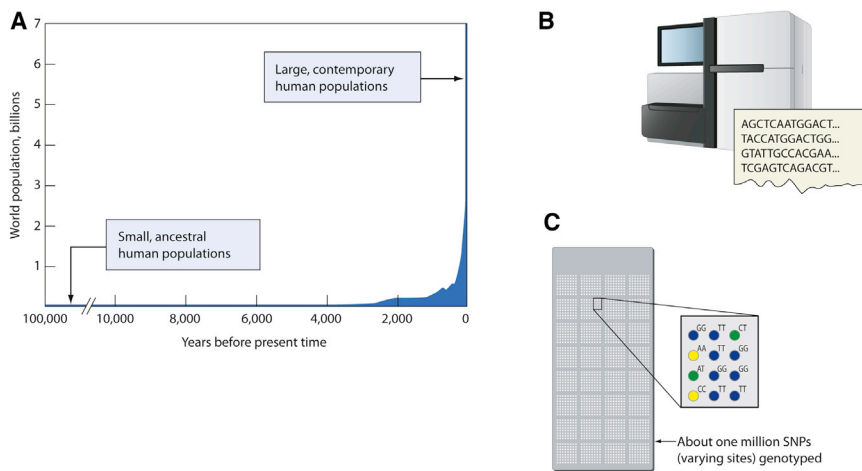 A
World population, billions
7
6
5
4
3
2
1
Large, contemporary
human populations
Small, ancestral
human populations
100,000
10,000
8,000
6,000
4,000
2,000
0
Years before present time
B
AGCTCAATGGACT...
TACCATGGACTGG...
GTATTGCCACGAA...
TCGAGTCAGACGT...
C
GG TT CT
AA TT GG
AT GG GG
CC TT TT
About one million SNPs
(varying sites) genotyped